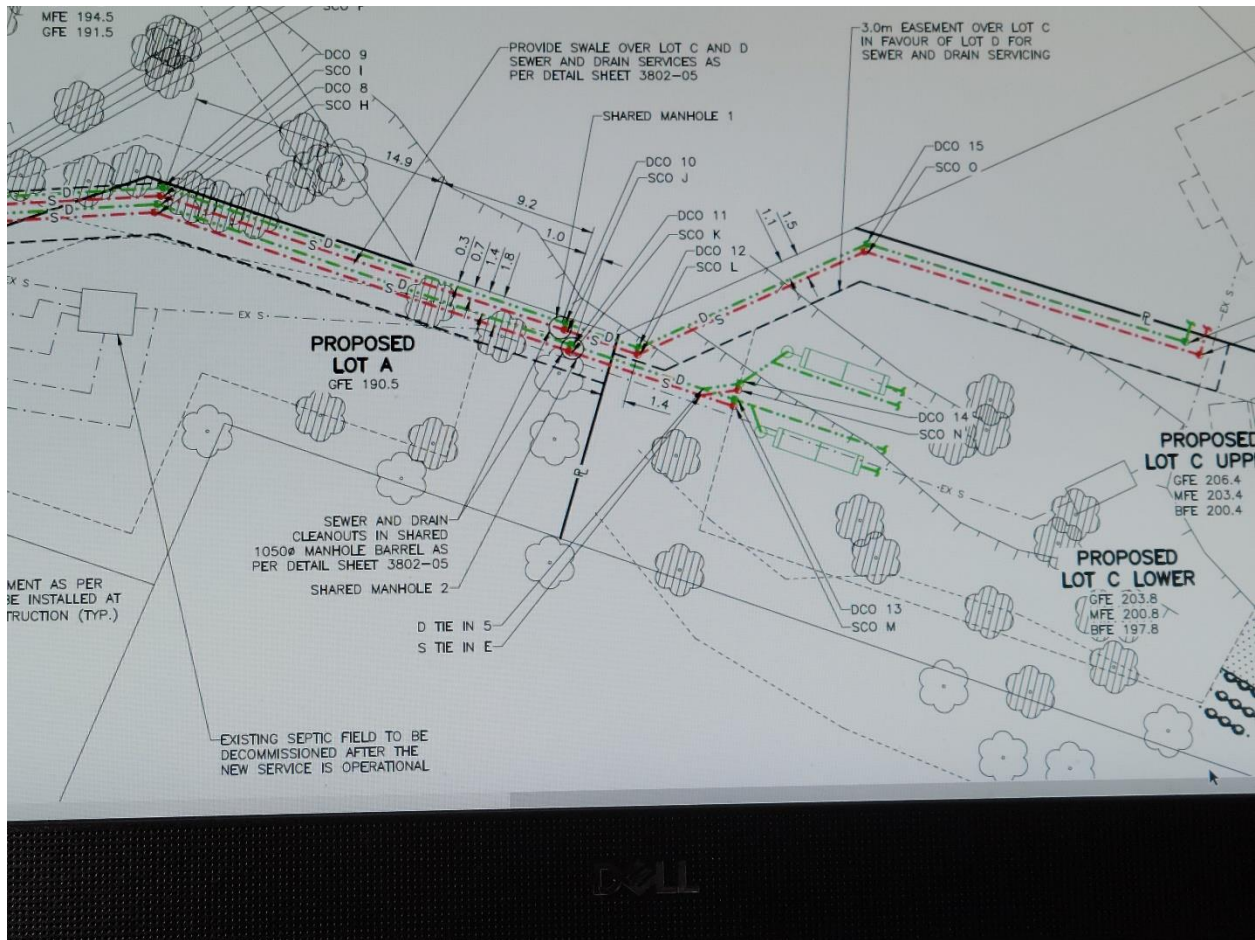 MFE 194.5
GFE 191.5
DCO 9
SCO I
DCO 8
SCO H
PROVIDE SWALE OVER LOT C AND D
SEWER AND DRAIN SERVICES AS
PER DETAIL SHEET 3802-05
3.0m EASEMENT OVER LOT C
IN FAVOUR OF LOT D FOR
SEWER AND DRAIN SERVICING
SHARED MANHOLE 1
DCO 10
SCO J
DCO 15
SCO O
14.9
9.2
1.0
DCO 11
SCO K
DCO 12
SCO L
1.1
1.5
0.3
0.7
1.4
1.8
S
D
S
D
S
D
S
D
S
D
S
D
D
S
S
D
EX S
EX S
PROPOSED
LOT A
GFE 190.5
1.4
DCO 14
SCO N
EX S
PROPOSED
GFE 206.4
MFE 203.4
BFE 200.4
SEWER AND DRAIN
CLEANOUTS IN SHARED
1050ø MANHOLE BARREL AS
PER DETAIL SHEET 3802-05
SHARED MANHOLE 2
D TIE IN 5
S TIE IN E
PROPOSED
LOT C LOWER
GFE 203.8
MFE 200.8
BFE 197.8
DCO 13
SCO M
MENT AS PER
BE INSTALLED AT
TRUCTION (TYP.)
EXISTING SEPTIC FIELD TO BE
DECOMMISSIONED AFTER THE
NEW SERVICE IS OPERATIONAL
DELL